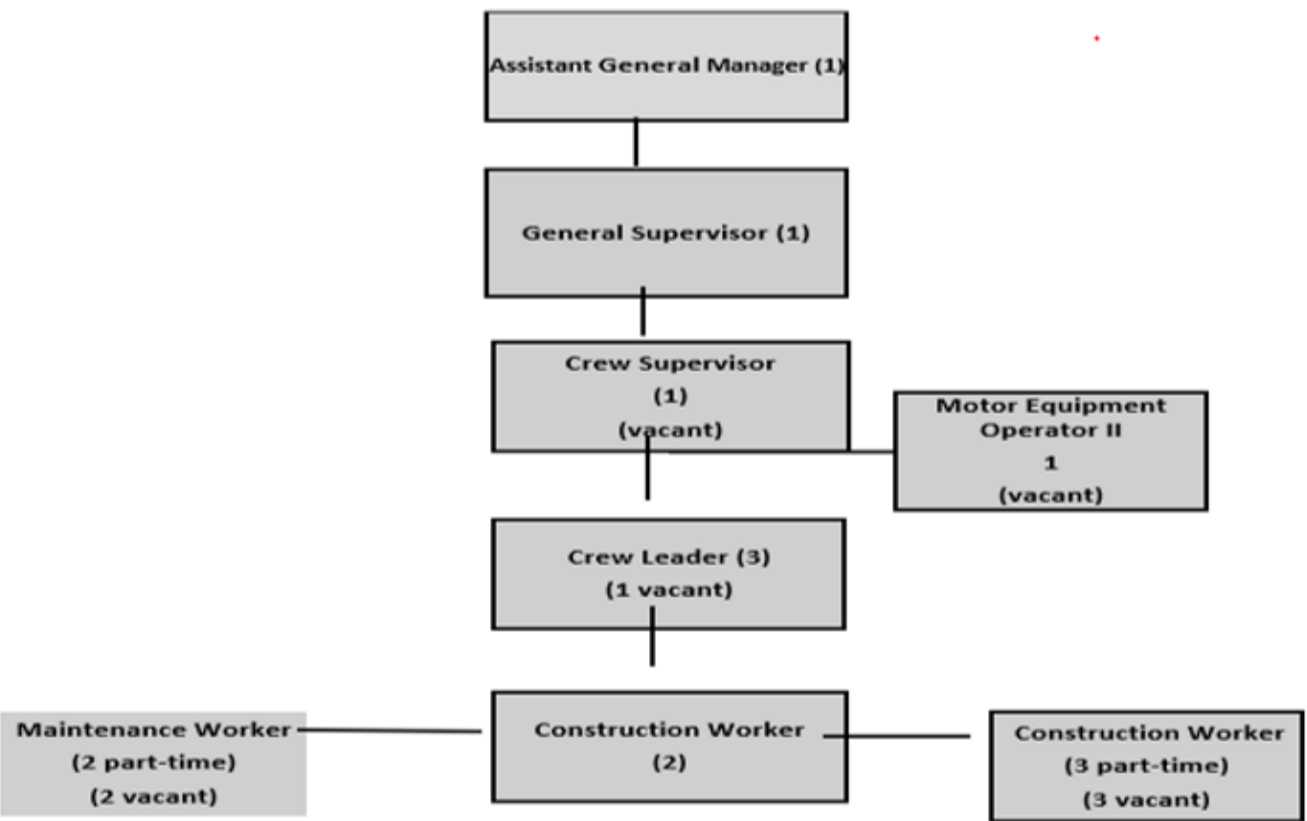 Assistant General Manager (1)
General Supervisor (1)
Crew Supervisor
(1)
(vacant)
Motor Equipment
Operator II
1
(vacant)
Crew Leader (3)
(1 vacant)
Maintenance Worker
(2 part-time)
(2 vacant)
Construction Worker
(2)
Construction Worker
(3 part-time)
(3 vacant)